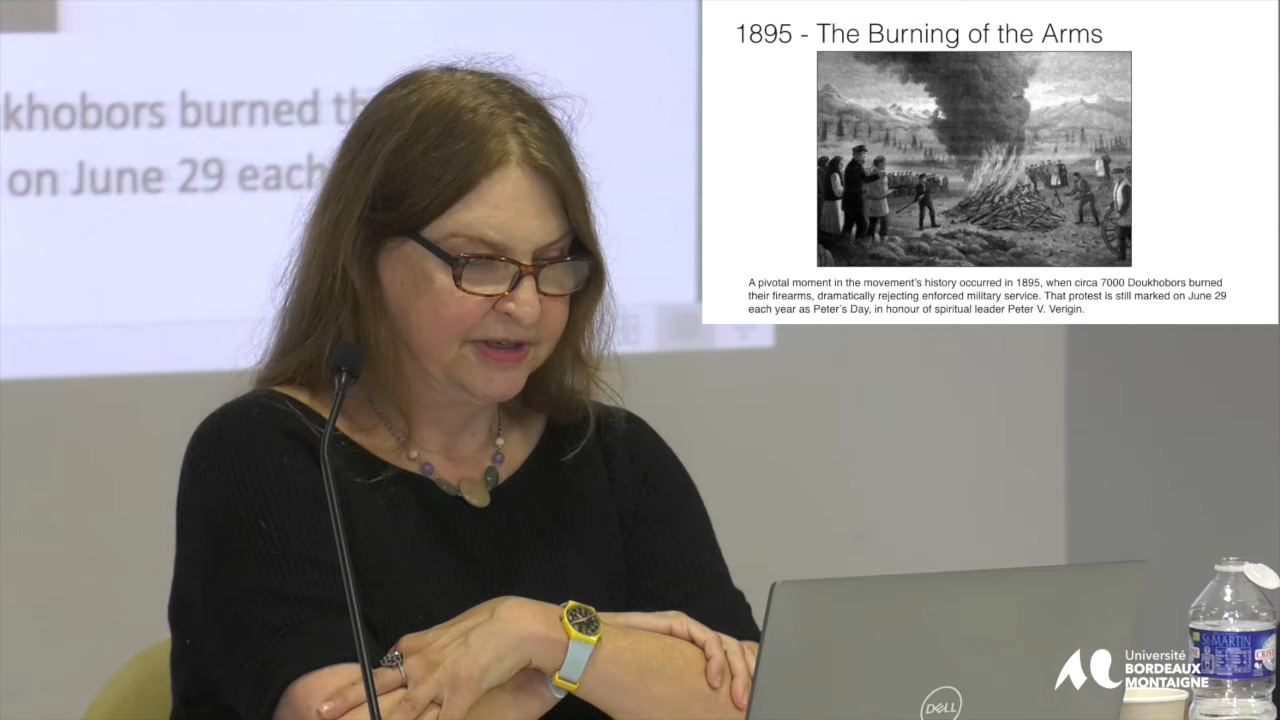 1895 - The Burning of the Arms
A pivotal moment in the movement's history occurred in 1895, when circa 7000 Doukhobors burned
their firearms, dramatically rejecting enforced military service. That protest is still marked on June 29
each year as Peter's Day, in honour of spiritual leader Peter V. Verigin.
khobors burned th
on June 29 each
DELL
ST-MARTIN
Université
BORDEAUX
MONTAIGNE